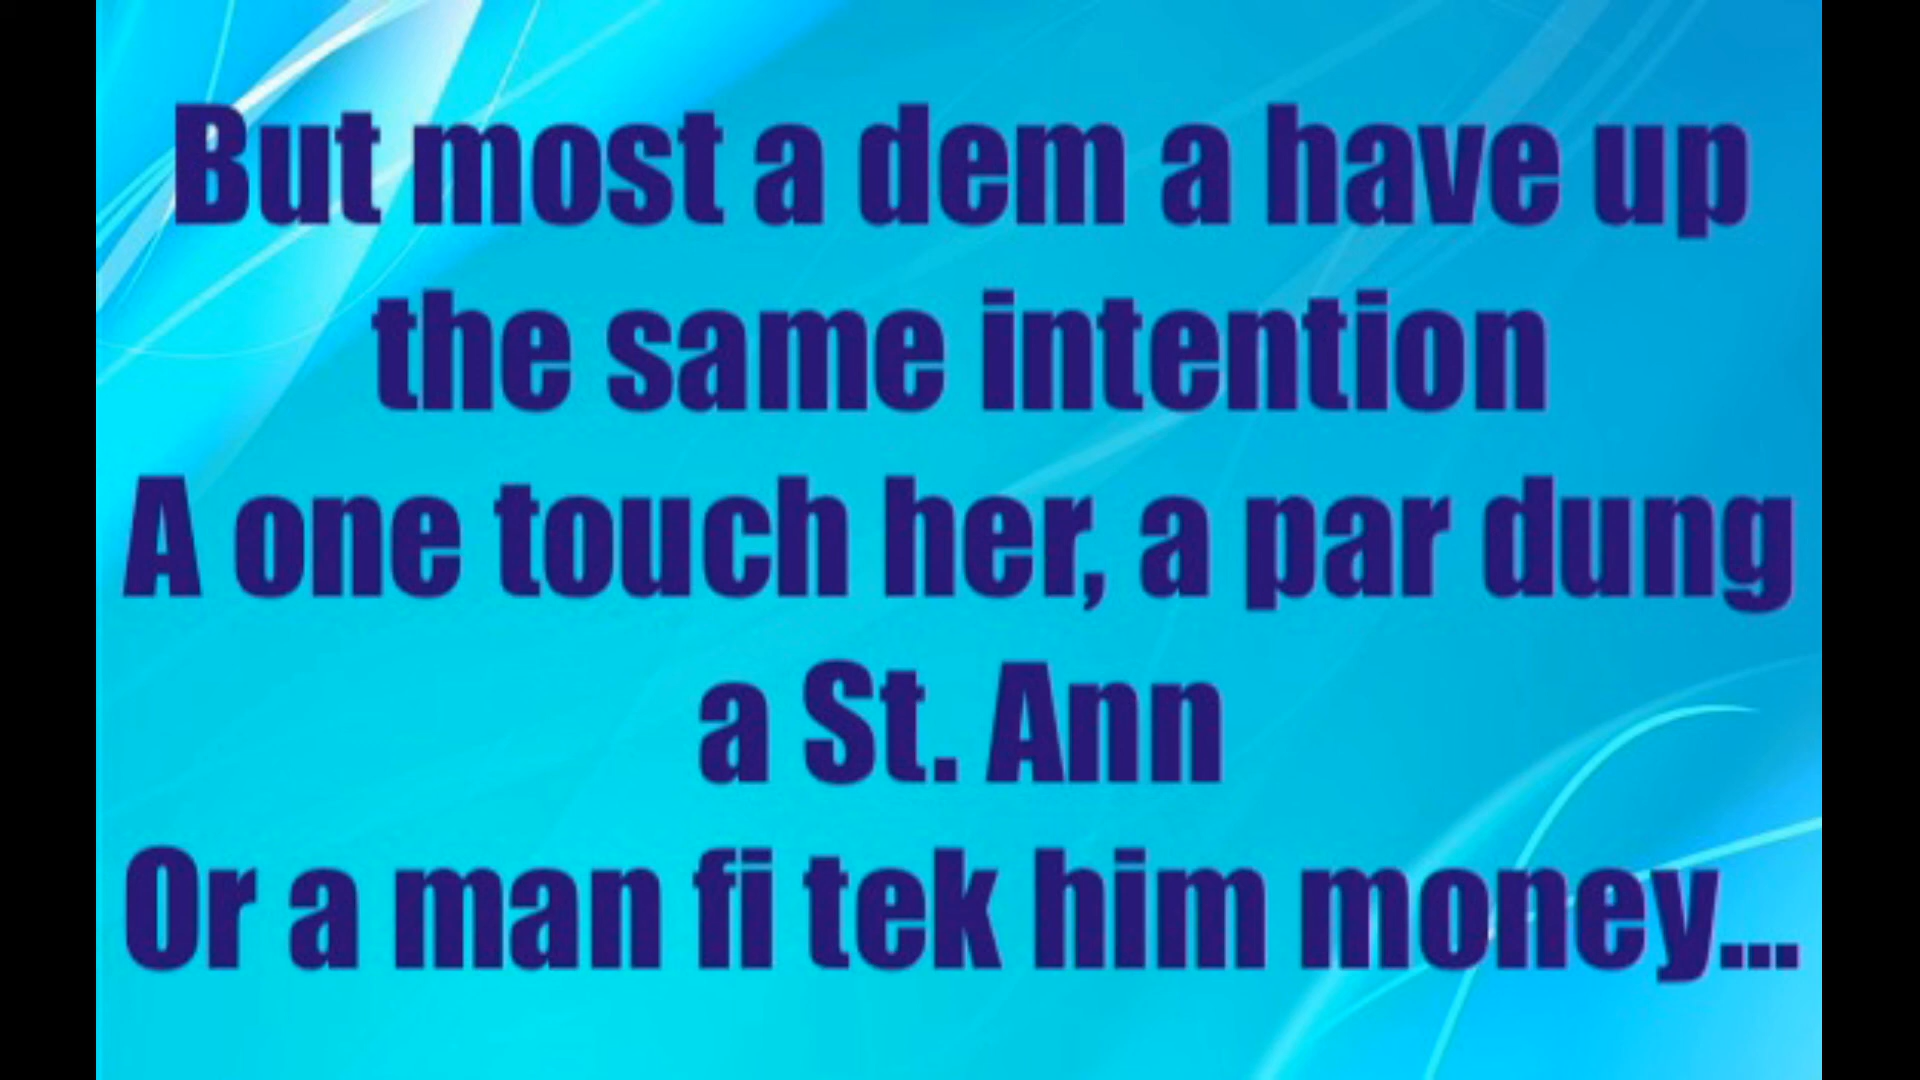 But most a dem a have up
the same intention
A one touch her, a par dung
a St. Ann
Or a man fi tek him money...